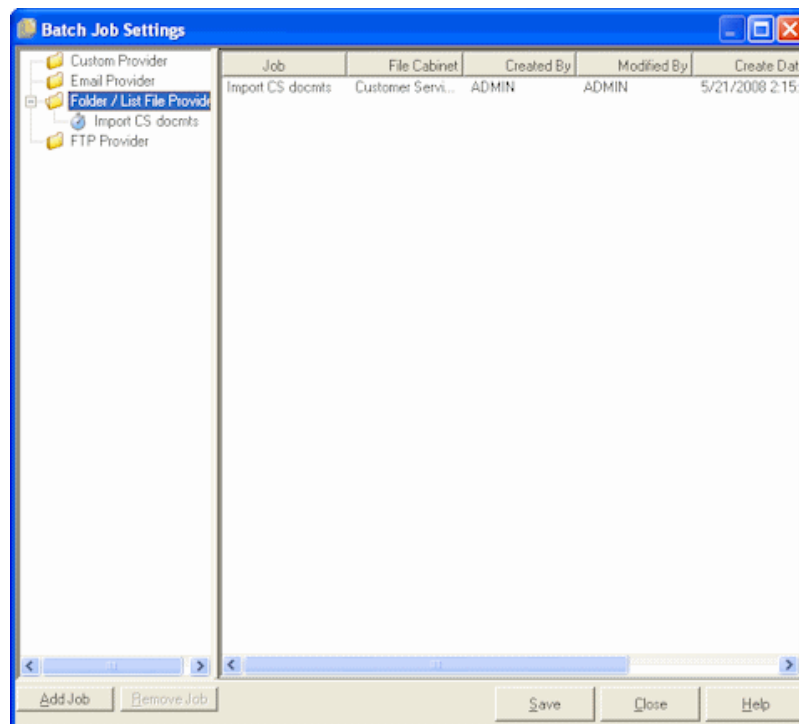 Batch Job Settings
Custom Provider
Email Provider
Folder / List File Provide
Import CS docmts
FTP Provider
Job File Cabinet Created By Modified By Create Dat
Import CS docmts Customer Servi... ADMIN ADMIN 5/21/2008 2:15:
Add Job Remove Job Save Close Help